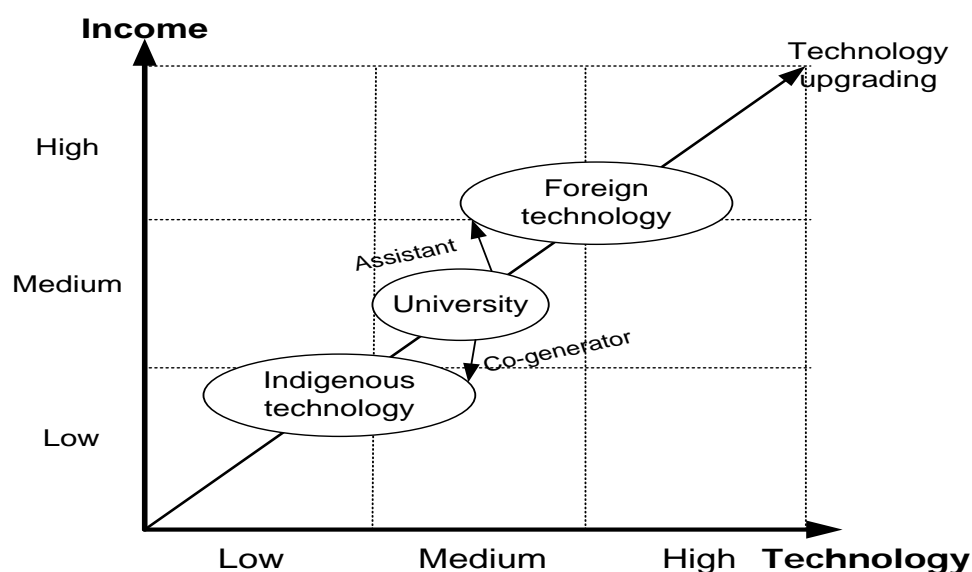 Income
Technology
upgrading
High
Foreign
technology
Assistant
Medium
University
Co-generator
Indigenous
technology
Low
Low Medium High Technology